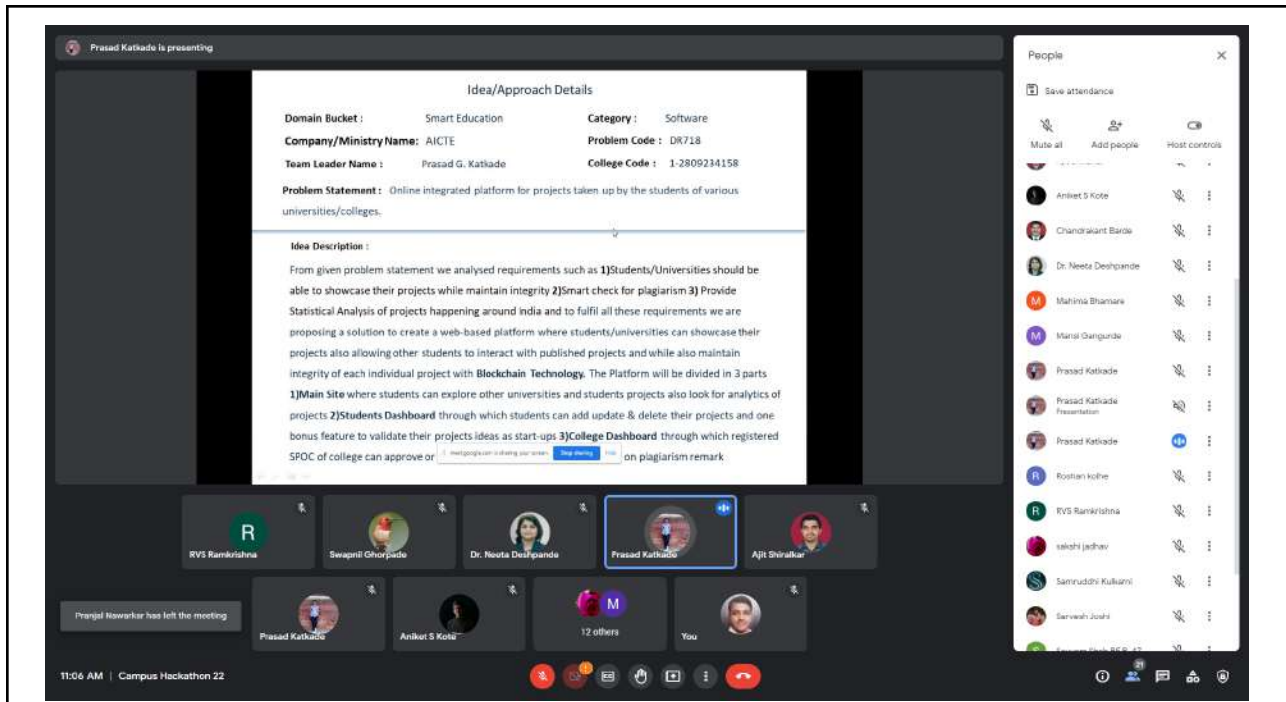 Prasad Katkade is presenting
Idea/Approach Details
Domain Bucket : Smart Education Category : Software
Company/Ministry Name: AICTE Problem Code : DR718
Team Leader Name : Prasad G. Katkade College Code : 1-2809234158
Problem Statement : Online integrated platform for projects taken up by the students of various
universities/colleges.
Idea Description :
From given problem statement we analysed requirements such as 1)Students/Universities should be
able to showcase their projects while maintain integrity 2)Smart check for plagiarism 3) Provide
Statistical Analysis of projects happening around india and to fulfil all these requirements we are
proposing a solution to create a web-based platform where students/universities can showcase their
projects also allowing other students to interact with published projects and while also maintain
integrity of each individual project with Blockchain Technology. The Platform will be divided in 3 parts
1)Main Site where students can explore other universities and students projects also look for analytics of
projects 2)Students Dashboard through which students can add update & delete their projects and one
bonus feature to validate their projects ideas as start-ups 3)College Dashboard through which registered
SPOC of college can approve or on plagiarism remark
meet.google.com is sharing your screen. Stop sharing Hide
R
RVS Ramkrishna
Swapnil Ghorpade
Dr. Neeta Deshpande
Prasad Katkade
Ajit Shiralkar
Pranjal Nawarkar has left the meeting
Prasad Katkade
Aniket S Kote
M
12 others
You
11:06 AM | Campus Hackathon 22
21
People
Save attendance
Mute all Add people Host controls
Aniket S Kote
Chandrakant Barde
Dr. Neeta Deshpande
M Mahima Bhamare
M Mansi Gangurde
Prasad Katkade
Prasad Katkade
Presentation
Prasad Katkade
R Roshan kolhe
R RVS Ramkrishna
sakshi jadhav
Samruddhi Kulkarni
Sarvesh Joshi